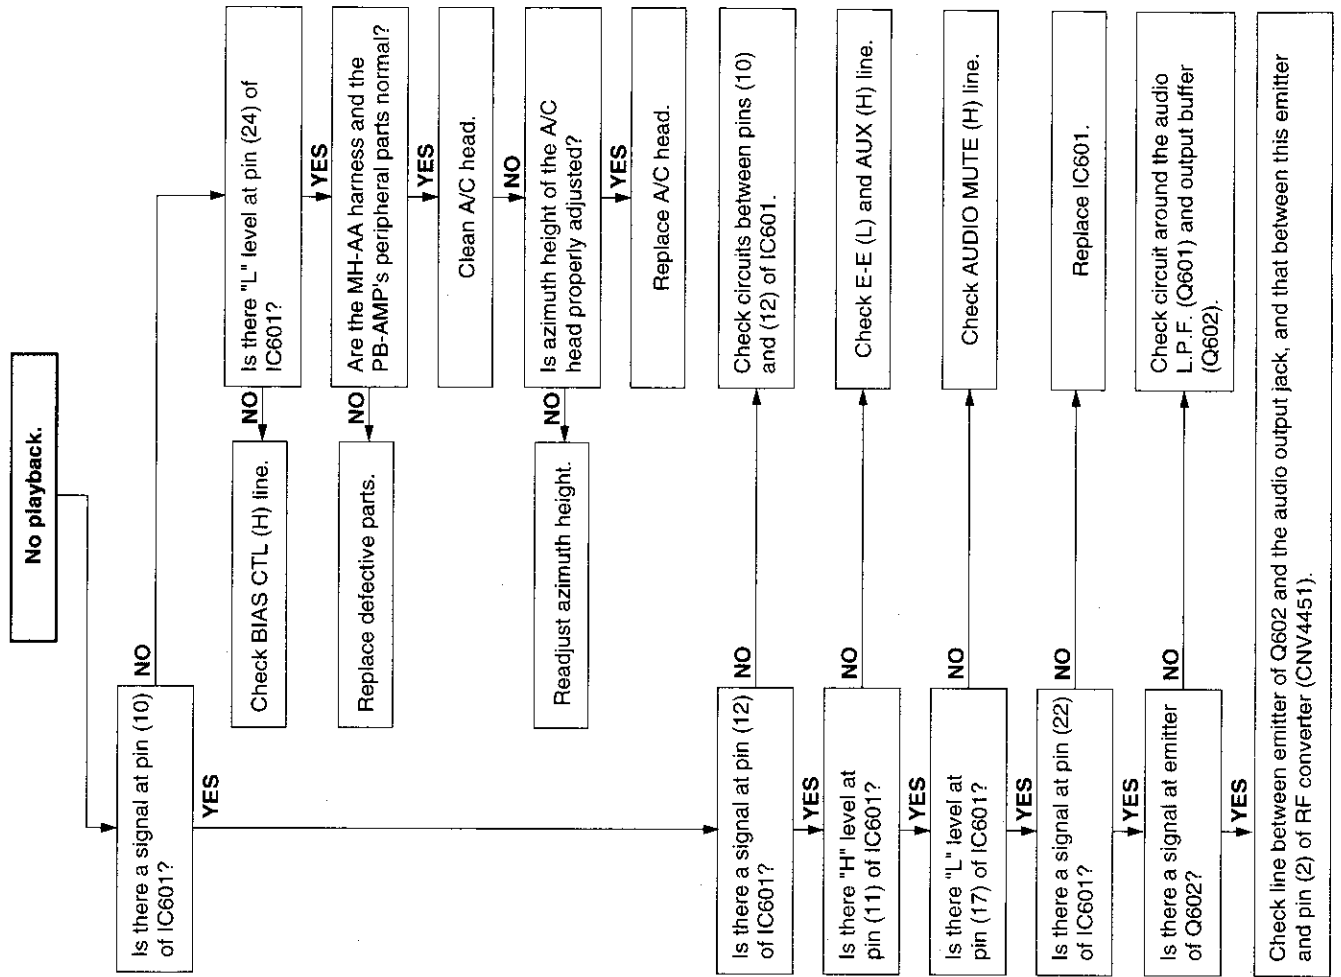 No playback.
Is there a signal at pin (10)
of IC601?
NO
YES
Is there "L" level at pin (24) of
IC601?
NO
YES
Check BIAS CTL (H) line.
Are the MH-AA harness and the
PB-AMP's peripheral parts normal?
NO
YES
Replace defective parts.
Clean A/C head.
NO
Is azimuth height of the A/C
head properly adjusted?
NO
YES
Readjust azimuth height.
Replace A/C head.
Is there a signal at pin (12)
of IC601?
NO
YES
Check circuits between pins (10)
and (12) of IC601.
Is there "H" level at
pin (11) of IC601?
NO
YES
Check E-E (L) and AUX (H) line.
Is there "L" level at
pin (17) of IC601?
NO
YES
Check AUDIO MUTE (H) line.
Is there a signal at pin (22)
of IC601?
NO
YES
Replace IC601.
Is there a signal at emitter
of Q602?
NO
YES
Check circuit around the audio
L.P.F. (Q601) and output buffer
(Q602).
Check line between emitter of Q602 and the audio output jack, and that between this emitter
and pin (2) of RF converter (CNV4451).